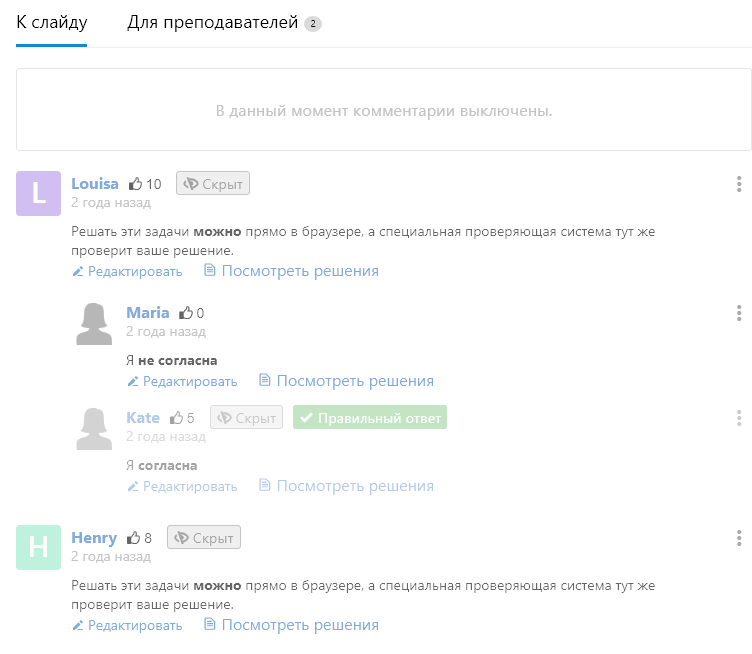 К слайду Для преподавателей 2
В данный момент комментарии выключены.
L Louisa 10 Скрыт
2 года назад
Решать эти задачи можно прямо в браузере, а специальная проверяющая система тут же
проверит ваше решение.
Редактировать Посмотреть решения
Maria 0
2 года назад
Я не согласна
Редактировать Посмотреть решения
Kate 5 Скрыт Правильный ответ
2 года назад
Я согласна
Редактировать Посмотреть решения
H Henry 8 Скрыт
2 года назад
Решать эти задачи можно прямо в браузере, а специальная проверяющая система тут же
проверит ваше решение.
Редактировать Посмотреть решения